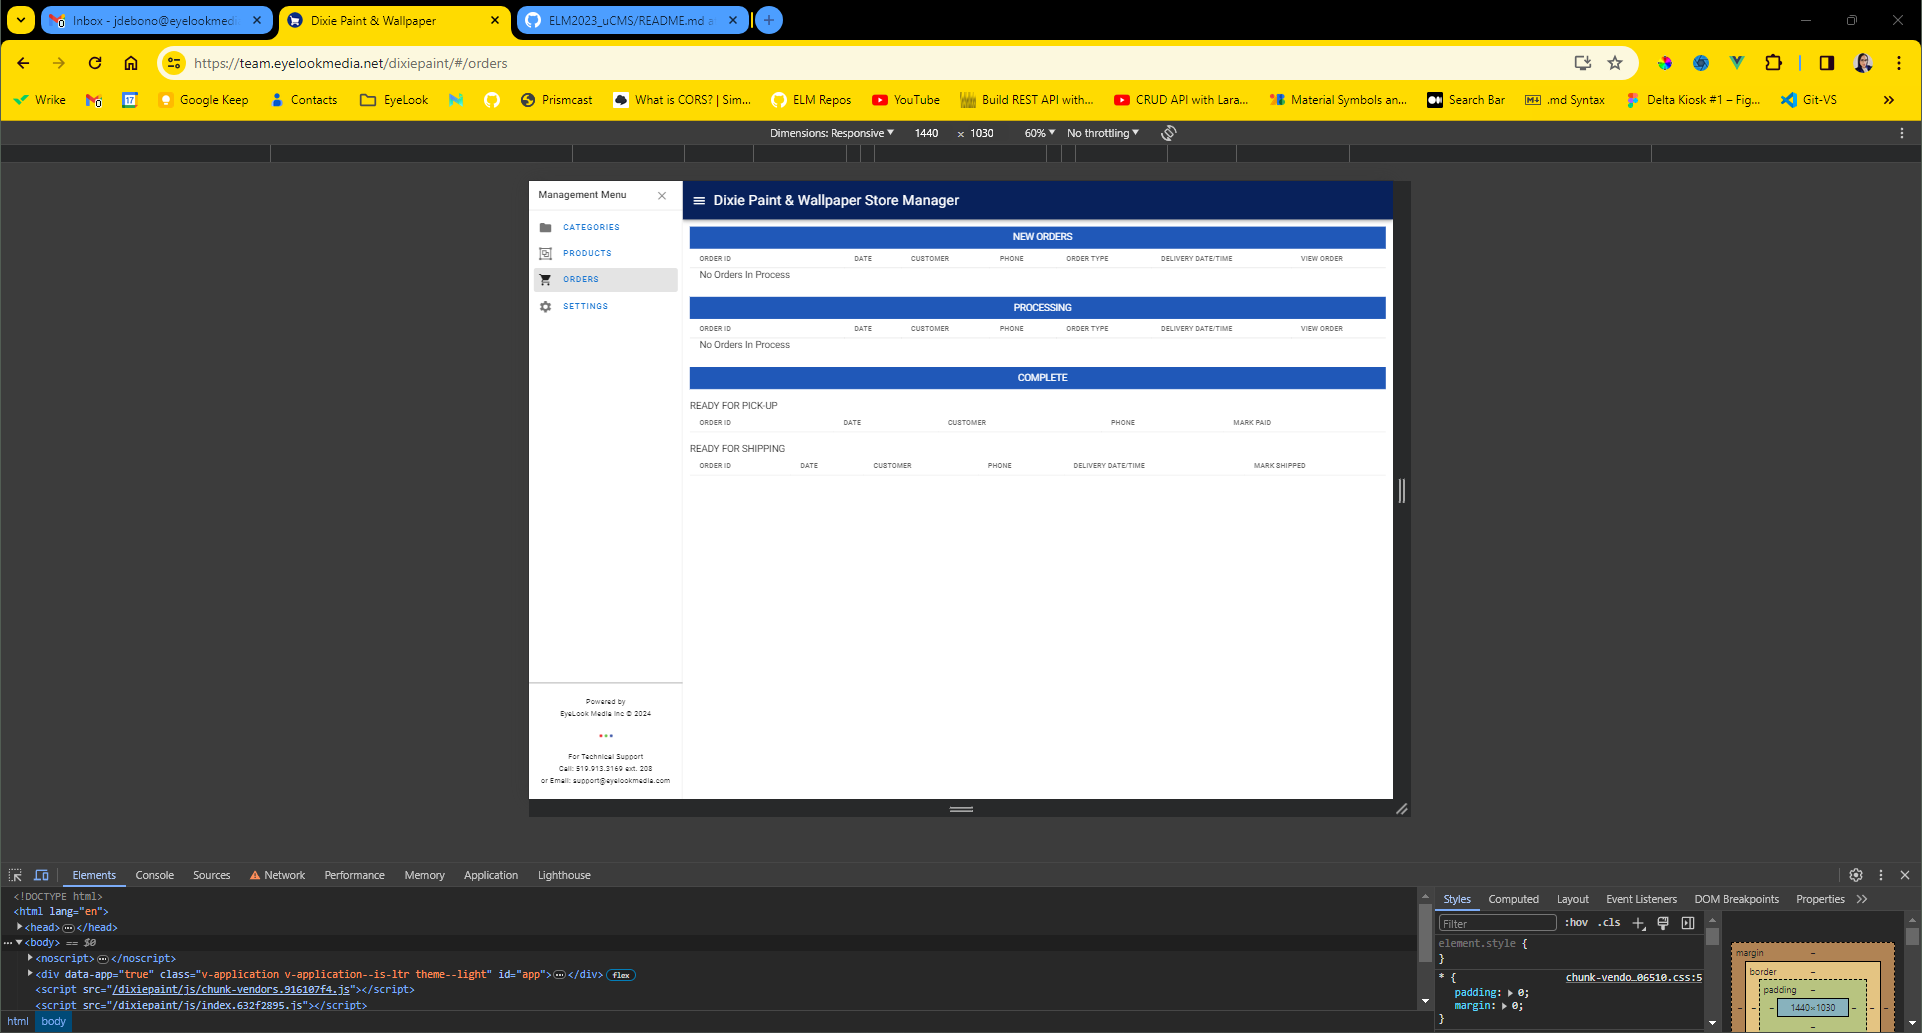 Inbox - jdebono@eyelookmedi
Dixie Paint & Wallpaper
ELM2023_uCMS/README.md a
https://team.eyelookmedia.net/dixiepaint/#/orders
Wrike
17
Google Keep
Contacts
EyeLook
Prismcast
What is CORS? | Sim...
ELM Repos
YouTube
Build REST API with...
CRUD API with Lara...
Material Symbols an...
Search Bar
.md Syntax
Delta Kiosk #1 – Fig...
Git-VS
Dimensions: Responsive
1440
x
1030
60%
No throttling
Management Menu
Dixie Paint & Wallpaper Store Manager
CATEGORIES
PRODUCTS
ORDERS
SETTINGS
NEW ORDERS
ORDER ID DATE CUSTOMER PHONE ORDER TYPE DELIVERY DATE/TIME VIEW ORDER
No Orders In Process
PROCESSING
ORDER ID DATE CUSTOMER PHONE ORDER TYPE DELIVERY DATE/TIME VIEW ORDER
No Orders In Process
COMPLETE
READY FOR PICK-UP
ORDER ID DATE CUSTOMER PHONE MARK PAID
READY FOR SHIPPING
ORDER ID DATE CUSTOMER PHONE DELIVERY DATE/TIME MARK SHIPPED
Powered by
EyeLook Media Inc © 2024
For Technical Support
Call: 519.913.3169 ext. 208
or Email: support@eyelookmedia.com
Elements Console Sources Network Performance Memory Application Lighthouse
<!DOCTYPE html>
<html lang="en">
<head>…</head>
<body> == $0
<noscript>…</noscript>
<div data-app="true" class="v-application v-application--is-ltr theme--light" id="app">…</div> flex
<script src="/dixiepaint/js/chunk-vendors.916107f4.js"></script>
<script src="/dixiepaint/js/index.632f2895.js"></script>
html body
Styles Computed Layout Event Listeners DOM Breakpoints Properties
Filter :hov .cls
element.style {
}
* { chunk-vendo…06510.css:5
padding: 0;
margin: 0;
}
margin –
border –
padding –
– – – 1440×1030 – – –
–